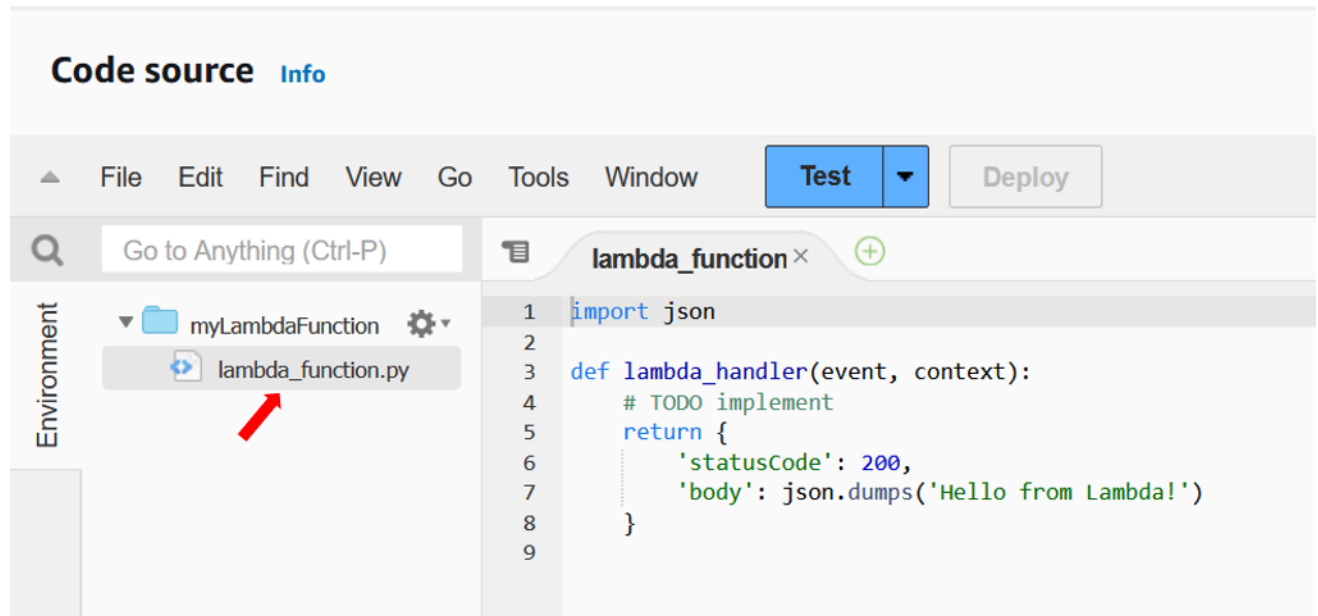 Code source Info
File Edit Find View Go Tools Window Test Deploy
Go to Anything (Ctrl-P)
lambda_function
Environment
myLambdaFunction
lambda_function.py
1 import json
2
3 def lambda_handler(event, context):
4     # TODO implement
5     return {
6         'statusCode': 200,
7         'body': json.dumps('Hello from Lambda!')
8     }
9